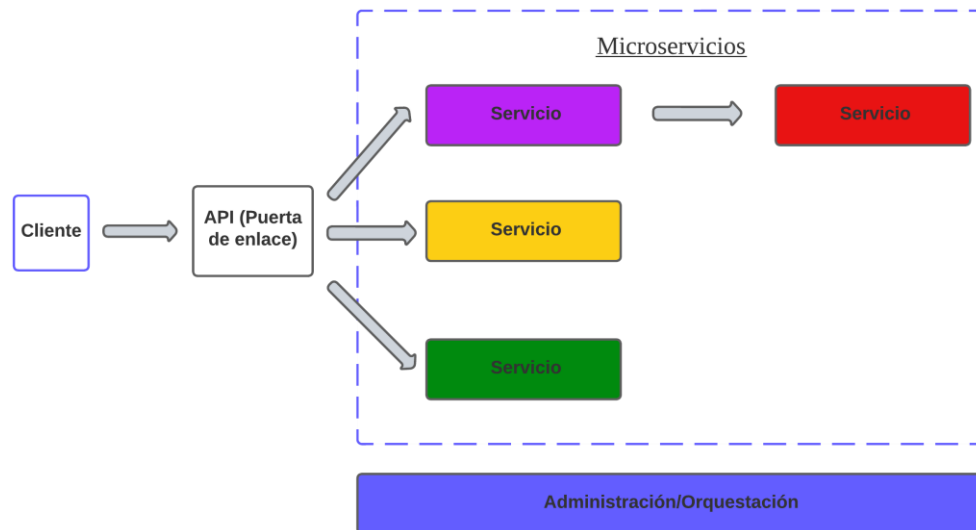 Microservicios
Servicio
Servicio
Cliente
API (Puerta
de enlace)
Servicio
Servicio
Administración/Orquestación